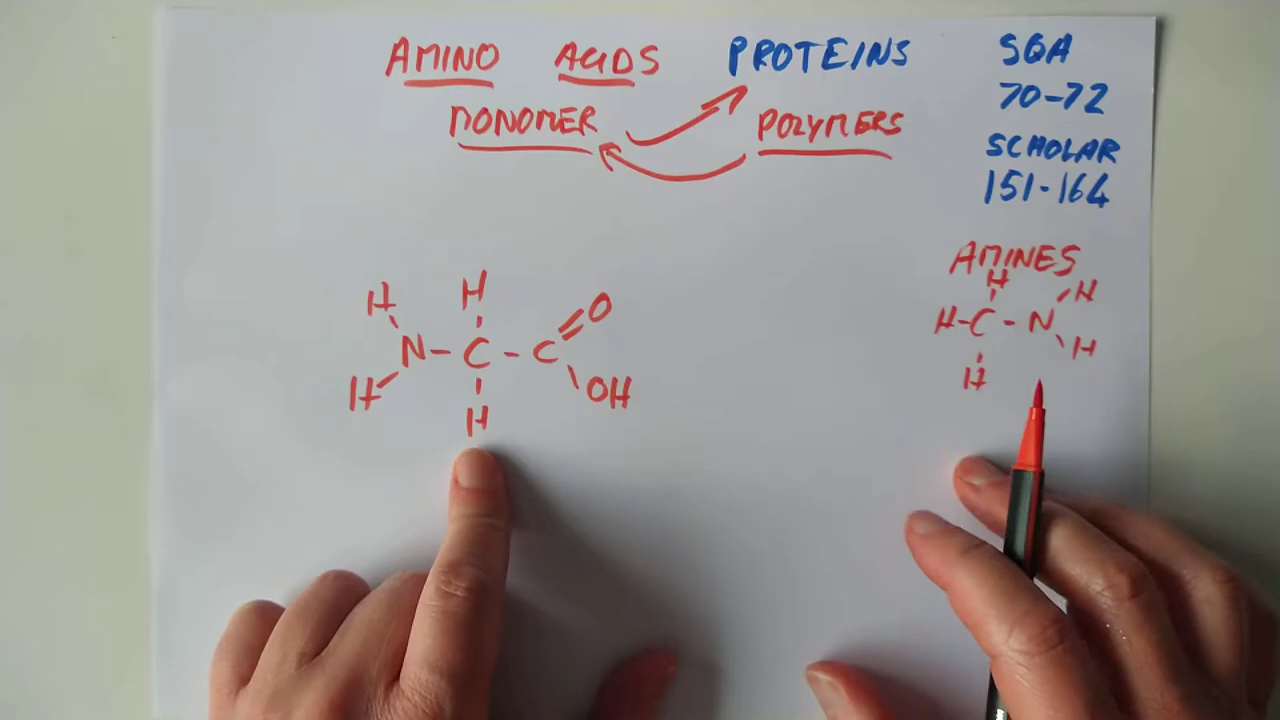 AMINO ACIDS PROTEINS
MONOMER POLYMERS
SQA
70-72
SCHOLAR
151-164
AMINES
H H O
N-C-C
H H OH
H H
H-C-N
H H